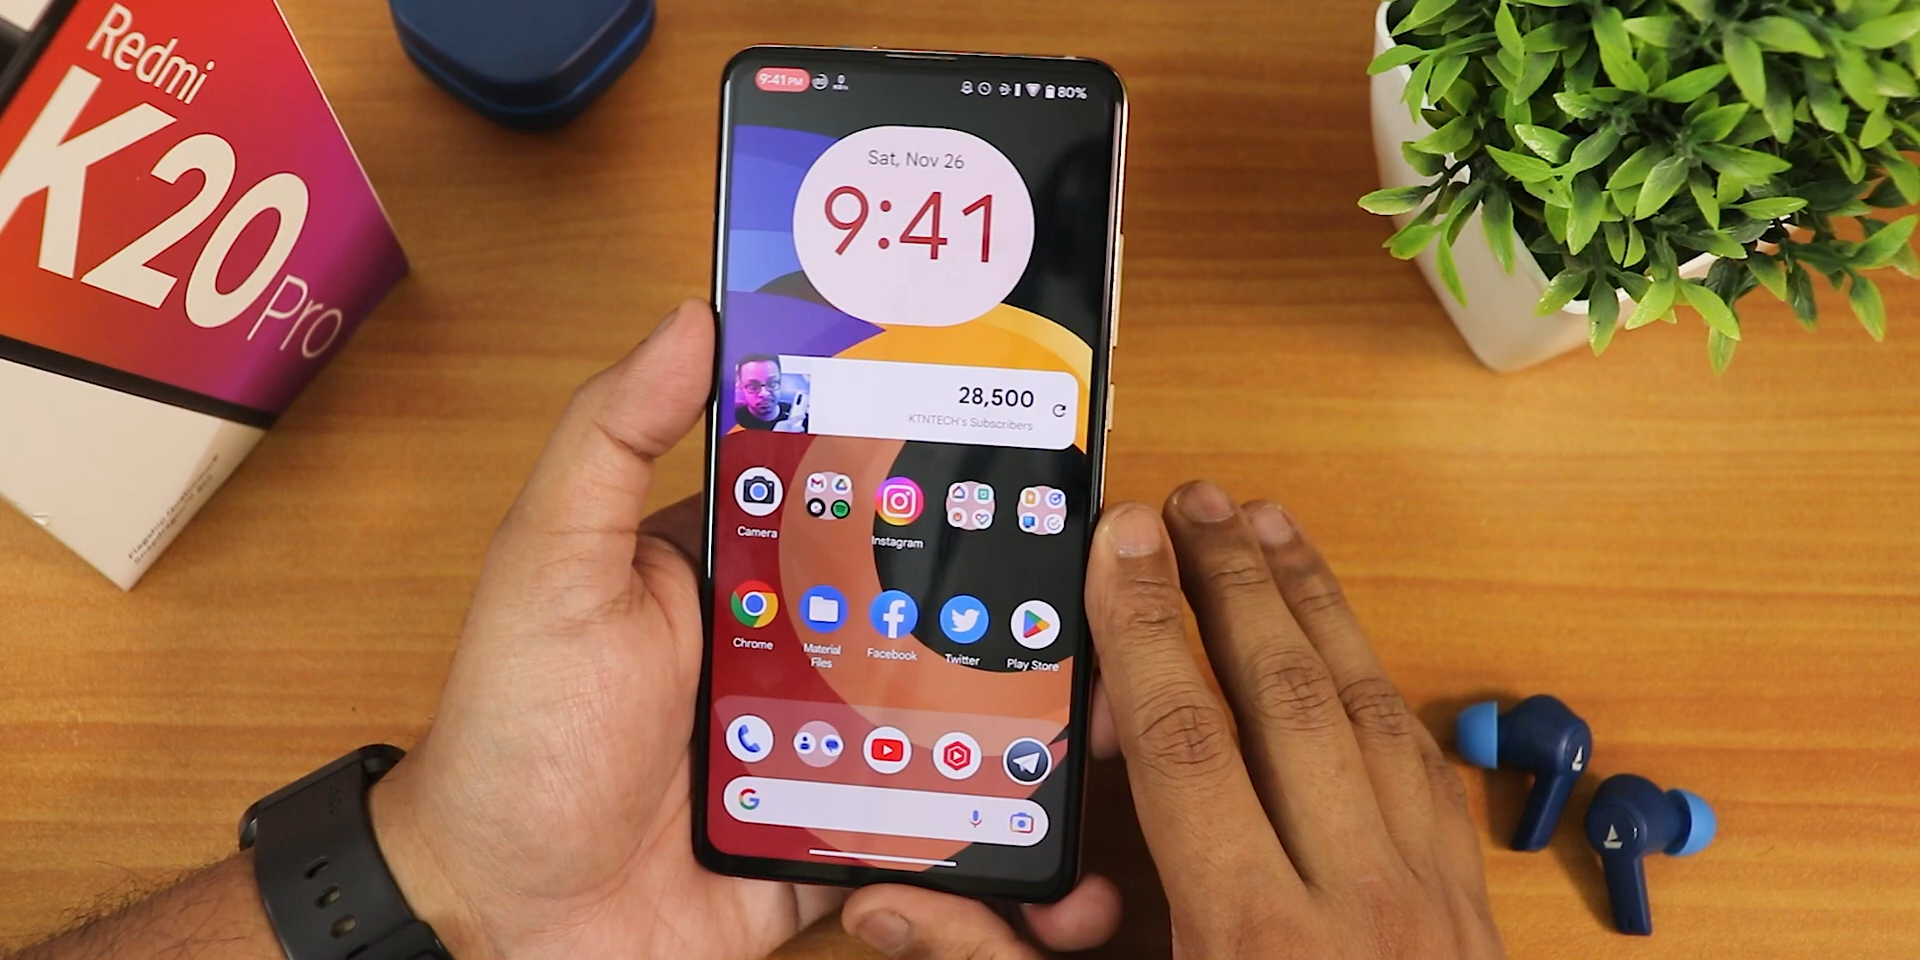 Redmi
K20 Pro
9:41 PM
80%
Sat, Nov 26
9:41
28,500
KTNTECH's Subscribers
Camera
Instagram
Chrome
Material
Files
Facebook
Twitter
Play Store